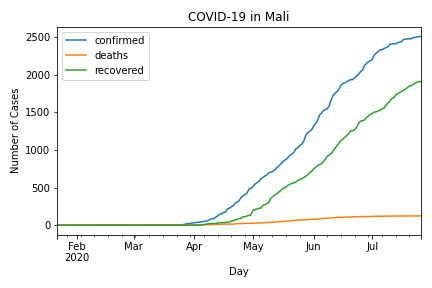 COVID-19 in Mali
confirmed
deaths
recovered
Number of Cases
2500
2000
1500
1000
500
0
Feb Mar Apr May Jun Jul
2020
Day